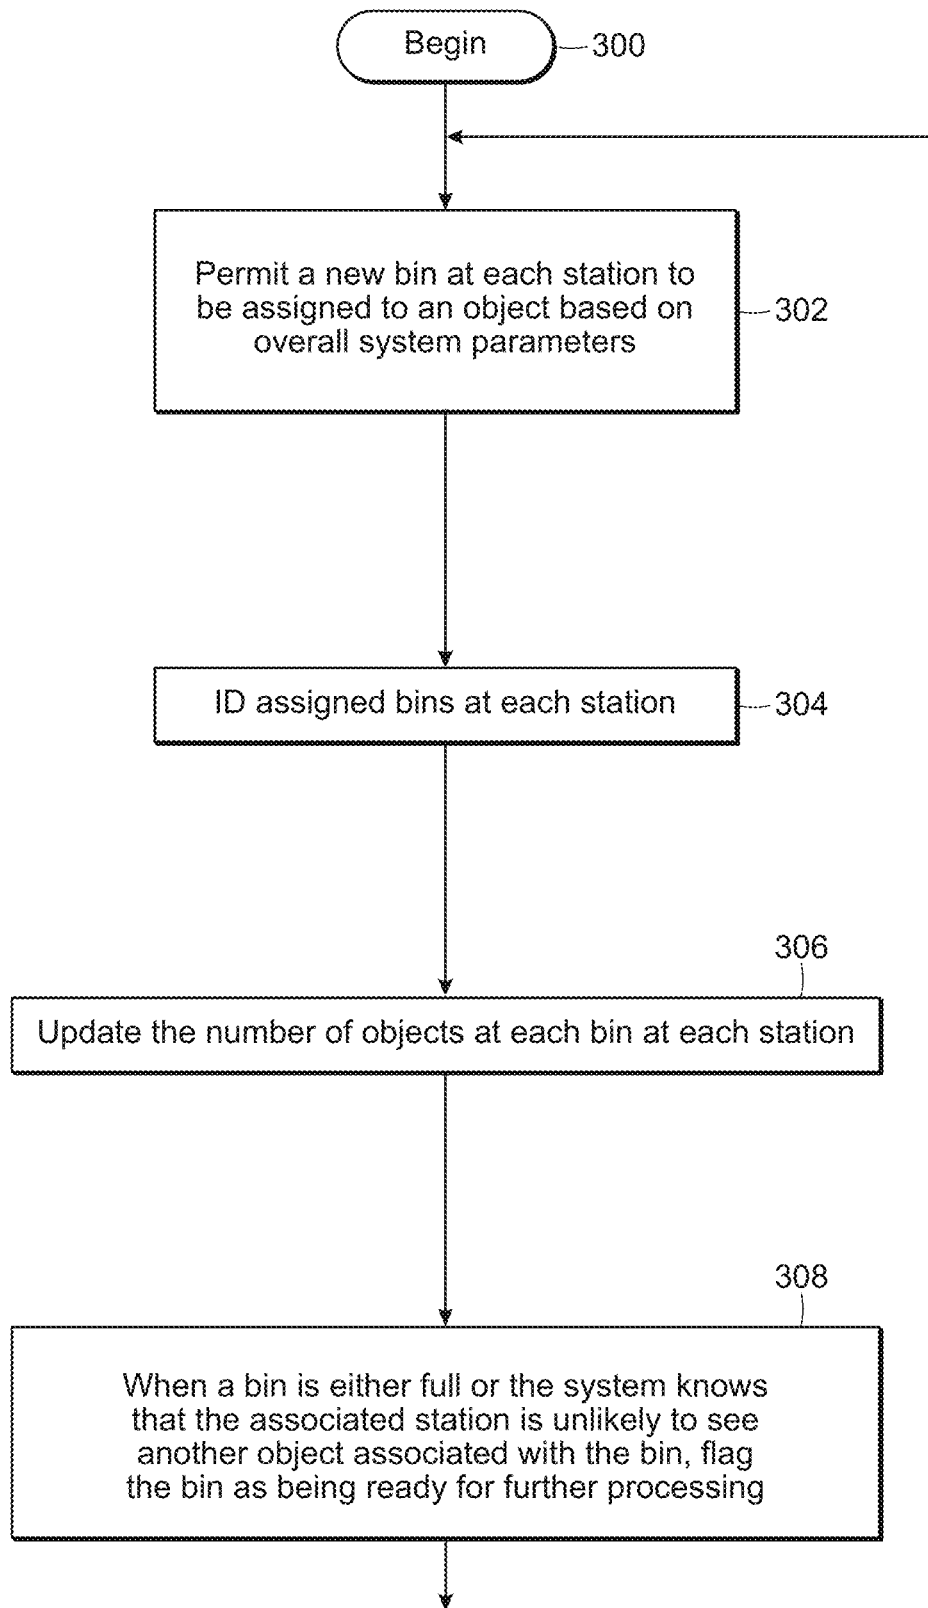 Begin
300
Permit a new bin at each station to
be assigned to an object based on
overall system parameters
302
ID assigned bins at each station
304
306
Update the number of objects at each bin at each station
308
When a bin is either full or the system knows
that the associated station is unlikely to see
another object associated with the bin, flag
the bin as being ready for further processing